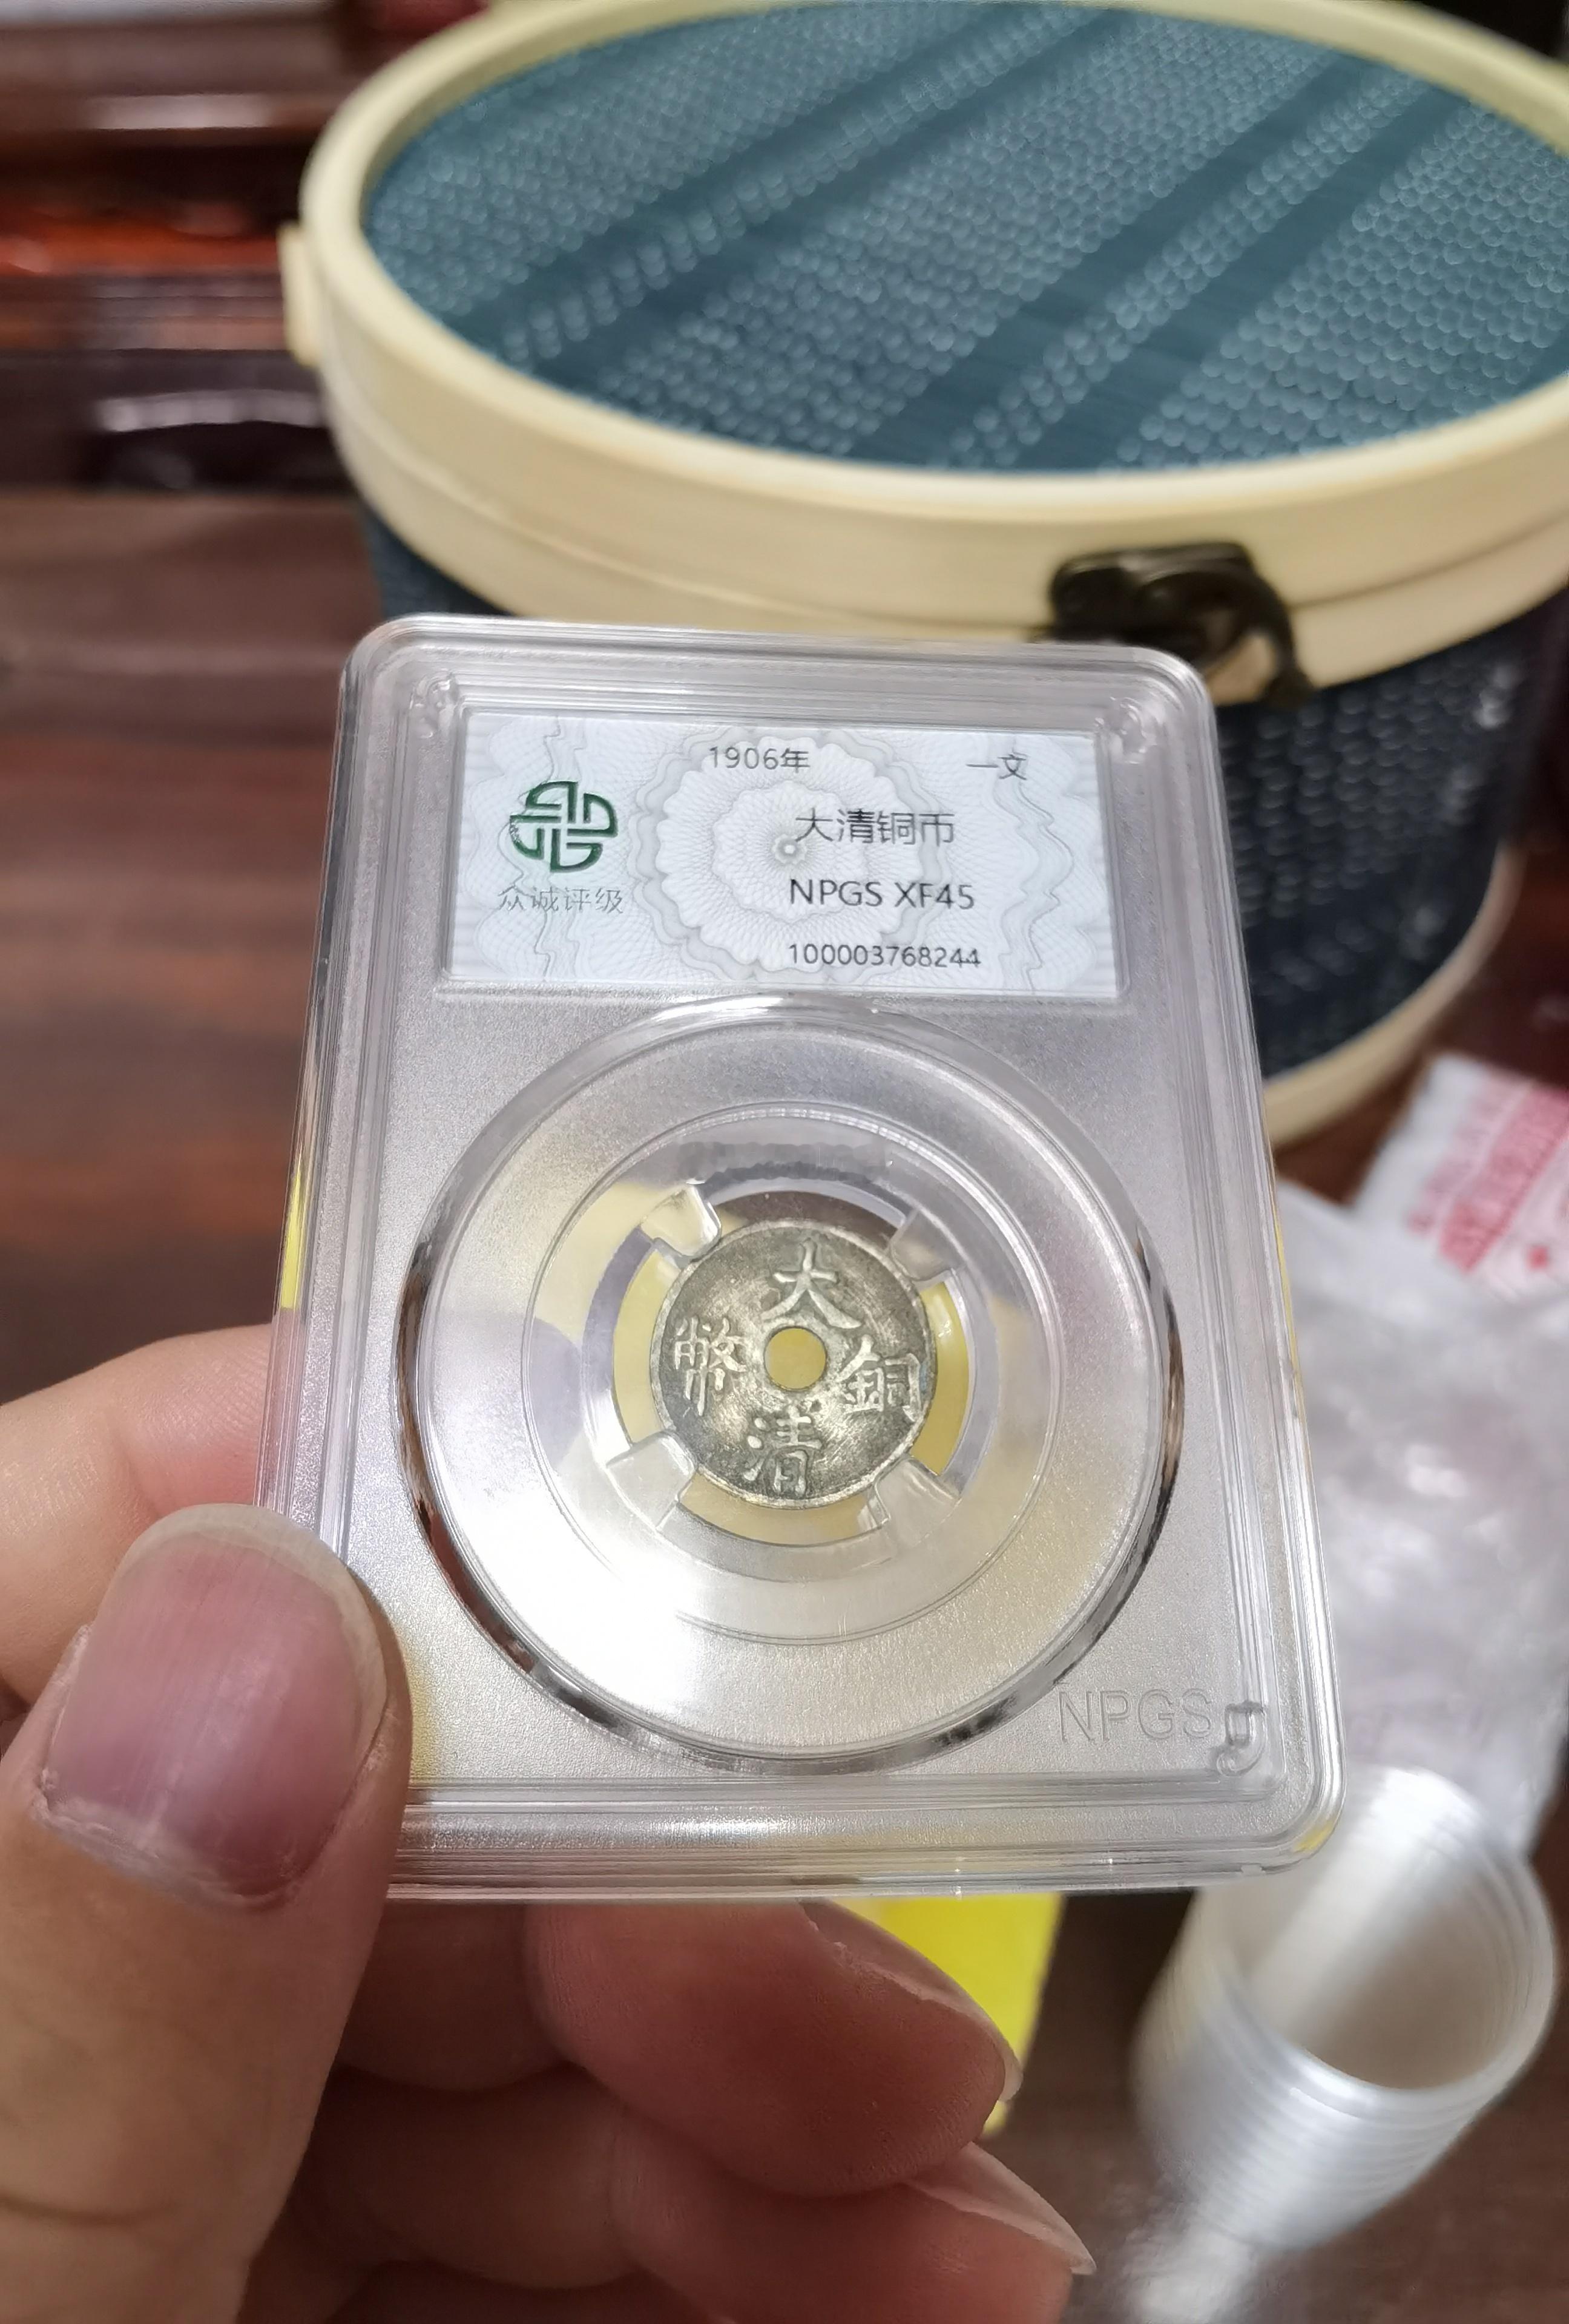 1906年 一文
大清铜币
NPGS XF45
100003768244
众诚评级
大
幣 銅
清
NPGS